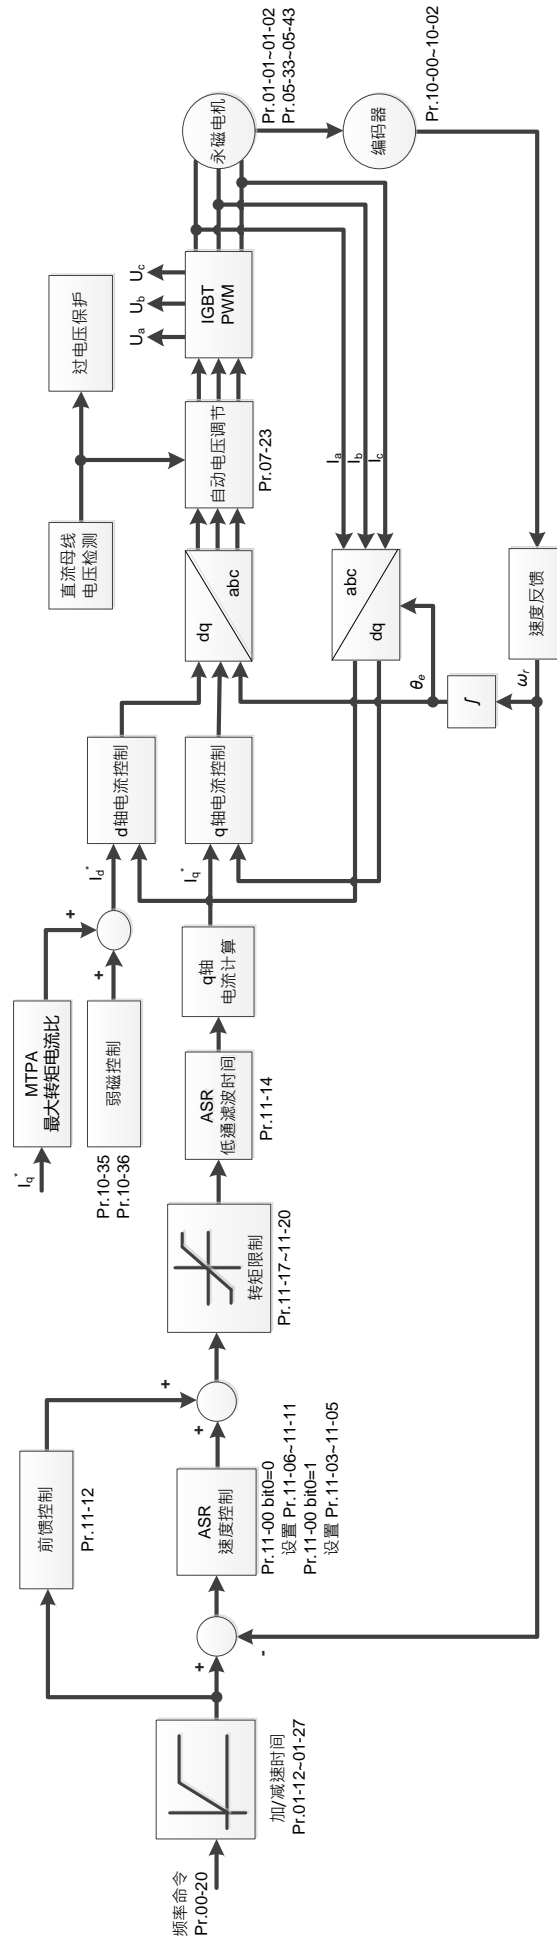 频率命令
Pr.00-20
加/减速时间
Pr.01-12~01-27
+
-
前馈控制
Pr.11-12
ASR
速度控制
Pr.11-00 bit0=0
设置 Pr.11-06~11-11
Pr.11-00 bit0=1
设置 Pr.11-03~11-05
+
+
转矩限制
Pr.11-17~11-20
ASR
低通滤波时间
Pr.11-14
q轴
电流计算
Iq*
Iq*
MTPA
最大转矩电流比
弱磁控制
Pr.10-35
Pr.10-36
+
+
Id*
d轴电流控制
q轴电流控制
直流母线
电压检测
过电压保护
dq
abc
自动电压调节
Pr.07-23
IGBT
PWM
Ua
Ub
Uc
永磁电机
Pr.01-01~01-02
Pr.05-33~05-43
编码器
Pr.10-00~10-02
Ia
Ib
Ic
abc
dq
θe
∫
ωr
速度反馈